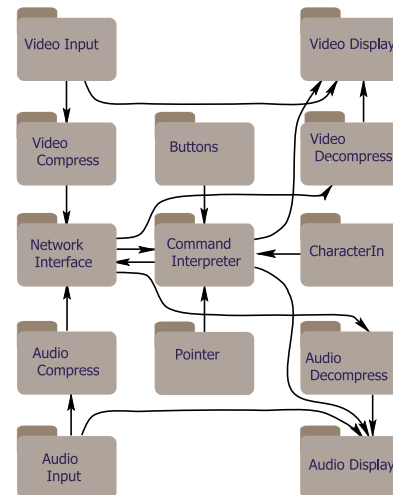 Video Input
Video Display
Video
Compress
Buttons
Video
Decompress
Network
Interface
Command
Interpreter
CharacterIn
Audio
Compress
Pointer
Audio
Decompress
Audio
Input
Audio Display